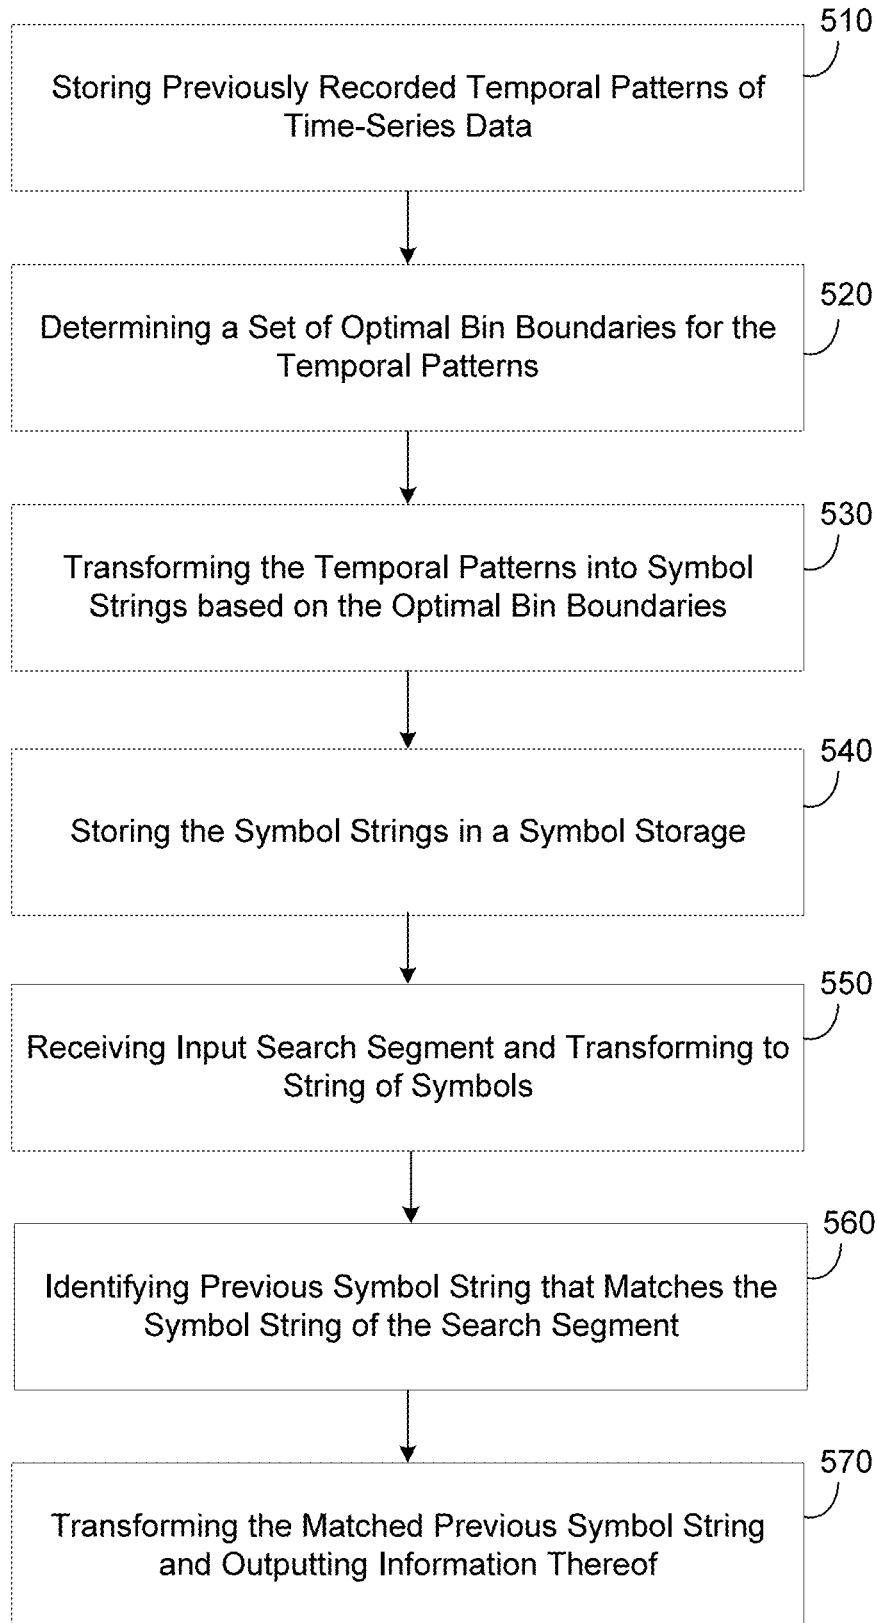 510
Storing Previously Recorded Temporal Patterns of
Time-Series Data
520
Determining a Set of Optimal Bin Boundaries for the
Temporal Patterns
530
Transforming the Temporal Patterns into Symbol
Strings based on the Optimal Bin Boundaries
540
Storing the Symbol Strings in a Symbol Storage
550
Receiving Input Search Segment and Transforming to
String of Symbols
560
Identifying Previous Symbol String that Matches the
Symbol String of the Search Segment
570
Transforming the Matched Previous Symbol String
and Outputting Information Thereof